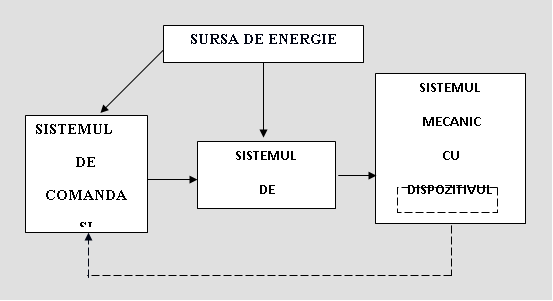 SURSA DE ENERGIE
SISTEMUL
DE
COMANDA
SISTEMUL
DE
SISTEMUL
MECANIC
CU
DISPOZITIVUL